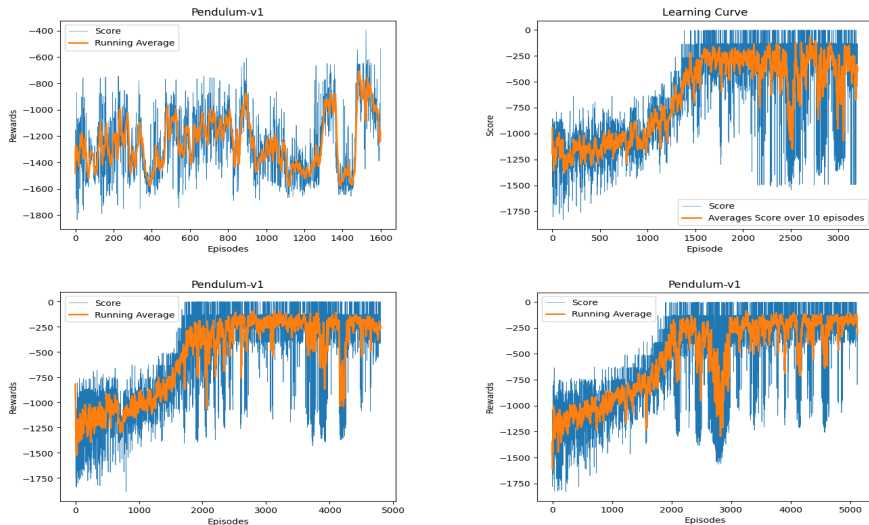 Pendulum-v1
−400
−600
−800
−1000
−1200
−1400
−1600
−1800
Rewards
Score
Running Average
0 200 400 600 800 1000 1200 1400 1600
Episodes
Learning Curve
0
−250
−500
−750
−1000
−1250
−1500
−1750
Score
Score
Averages Score over 10 episodes
0 500 1000 1500 2000 2500 3000
Episode
Pendulum-v1
0
−250
−500
−750
−1000
−1250
−1500
−1750
Rewards
Score
Running Average
0 1000 2000 3000 4000 5000
Episodes
Pendulum-v1
0
−250
−500
−750
−1000
−1250
−1500
−1750
Rewards
Score
Running Average
0 1000 2000 3000 4000 5000
Episodes